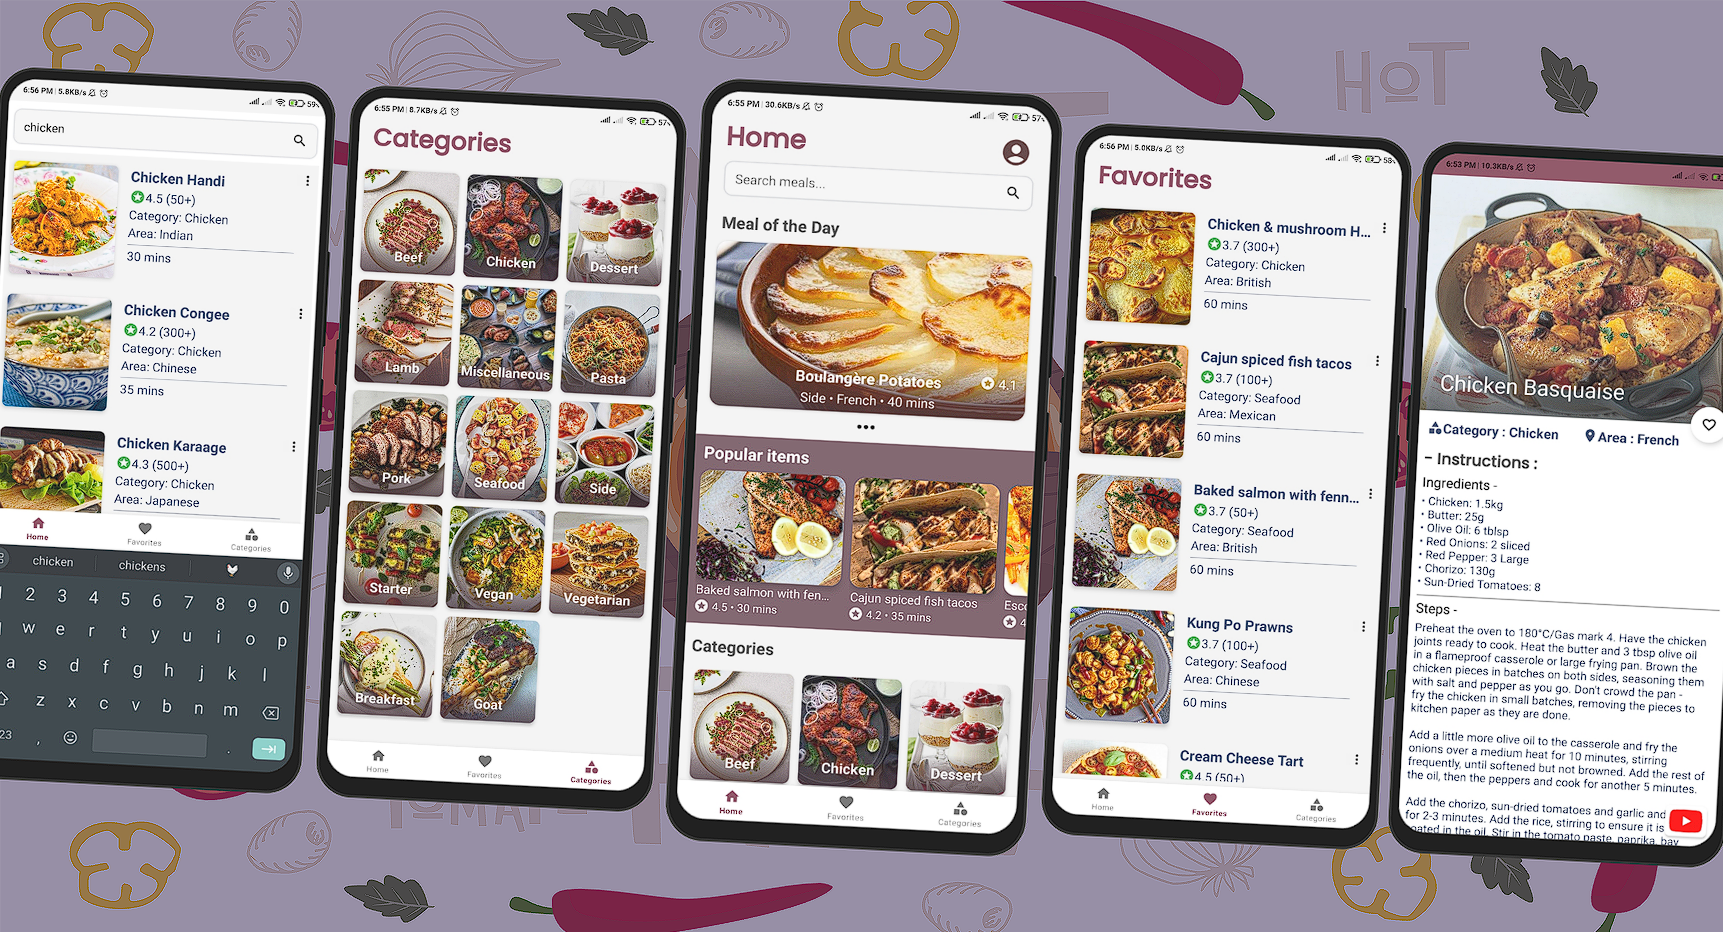 HOT
6:56 PM | 5.8KB/s
59%
chicken
Chicken Handi
4.5 (50+)
Category: Chicken
Area: Indian
30 mins
Chicken Congee
4.2 (300+)
Category: Chicken
Area: Chinese
35 mins
Chicken Karaage
4.3 (500+)
Category: Chicken
Area: Japanese
Home
Favorites
Categories
chicken
chickens
2 3 4 5 6 7 8 9 0
w e r t y u i o p
a s d f g h j k l
z x c v b n m
23 , .
6:55 PM | 8.7KB/s
57%
Categories
Beef
Chicken
Dessert
Lamb
Miscellaneous
Pasta
Pork
Seafood
Side
Starter
Vegan
Vegetarian
Breakfast
Goat
Home
Favorites
Categories
6:55 PM | 30.6KB/s
57%
Home
Search meals...
Meal of the Day
Boulangère Potatoes
4.1
Side • French • 40 mins
Popular items
Baked salmon with fen...
4.5 • 30 mins
Cajun spiced fish tacos
4.2 • 35 mins
Esc
4
Categories
Beef
Chicken
Dessert
Home
Favorites
Categories
6:56 PM | 5.0KB/s
58%
Favorites
Chicken & mushroom H...
3.7 (300+)
Category: Chicken
Area: British
60 mins
Cajun spiced fish tacos
3.7 (100+)
Category: Seafood
Area: Mexican
60 mins
Baked salmon with fenn...
3.7 (50+)
Category: Seafood
Area: British
60 mins
Kung Po Prawns
3.7 (100+)
Category: Seafood
Area: Chinese
60 mins
Cream Cheese Tart
4.5 (50+)
Home
Favorites
Categories
6:53 PM | 10.3KB/s
Chicken Basquaise
Category : Chicken
Area : French
– Instructions :
Ingredients -
• Chicken: 1.5kg
• Butter: 25g
• Olive Oil: 6 tblsp
• Red Onions: 2 sliced
• Red Pepper: 3 Large
• Chorizo: 130g
• Sun-Dried Tomatoes: 8
Steps -
Preheat the oven to 180°C/Gas mark 4. Have the chicken
joints ready to cook. Heat the butter and 3 tbsp olive oil
in a flameproof casserole or large frying pan. Brown the
chicken pieces in batches on both sides, seasoning them
with salt and pepper as you go. Don't crowd the pan -
fry the chicken in small batches, removing the pieces to
kitchen paper as they are done.
Add a little more olive oil to the casserole and fry the
onions over a medium heat for 10 minutes, stirring
frequently, until softened but not browned. Add the rest of
the oil, then the peppers and cook for another 5 minutes.
Add the chorizo, sun-dried tomatoes and garlic and
for 2-3 minutes. Add the rice, stirring to ensure it is
coated in the oil. Stir in the tomato paste, paprika, bay